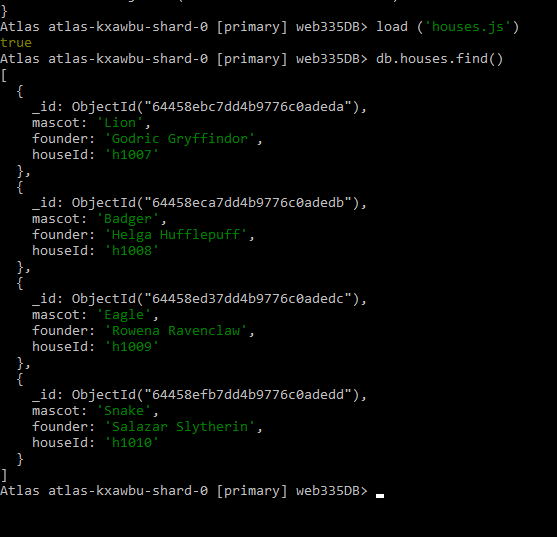 }
Atlas atlas-kxawbu-shard-0 [primary] web335DB> load ('houses.js')
true
Atlas atlas-kxawbu-shard-0 [primary] web335DB> db.houses.find()
[
  {
    _id: ObjectId("64458ebc7dd4b9776c0adeda"),
    mascot: 'Lion',
    founder: 'Godric Gryffindor',
    houseId: 'h1007'
  },
  {
    _id: ObjectId("64458eca7dd4b9776c0adedb"),
    mascot: 'Badger',
    founder: 'Helga Hufflepuff',
    houseId: 'h1008'
  },
  {
    _id: ObjectId("64458ed37dd4b9776c0adedc"),
    mascot: 'Eagle',
    founder: 'Rowena Ravenclaw',
    houseId: 'h1009'
  },
  {
    _id: ObjectId("64458efb7dd4b9776c0adedd"),
    mascot: 'Snake',
    founder: 'Salazar Slytherin',
    houseId: 'h1010'
  }
]
Atlas atlas-kxawbu-shard-0 [primary] web335DB>